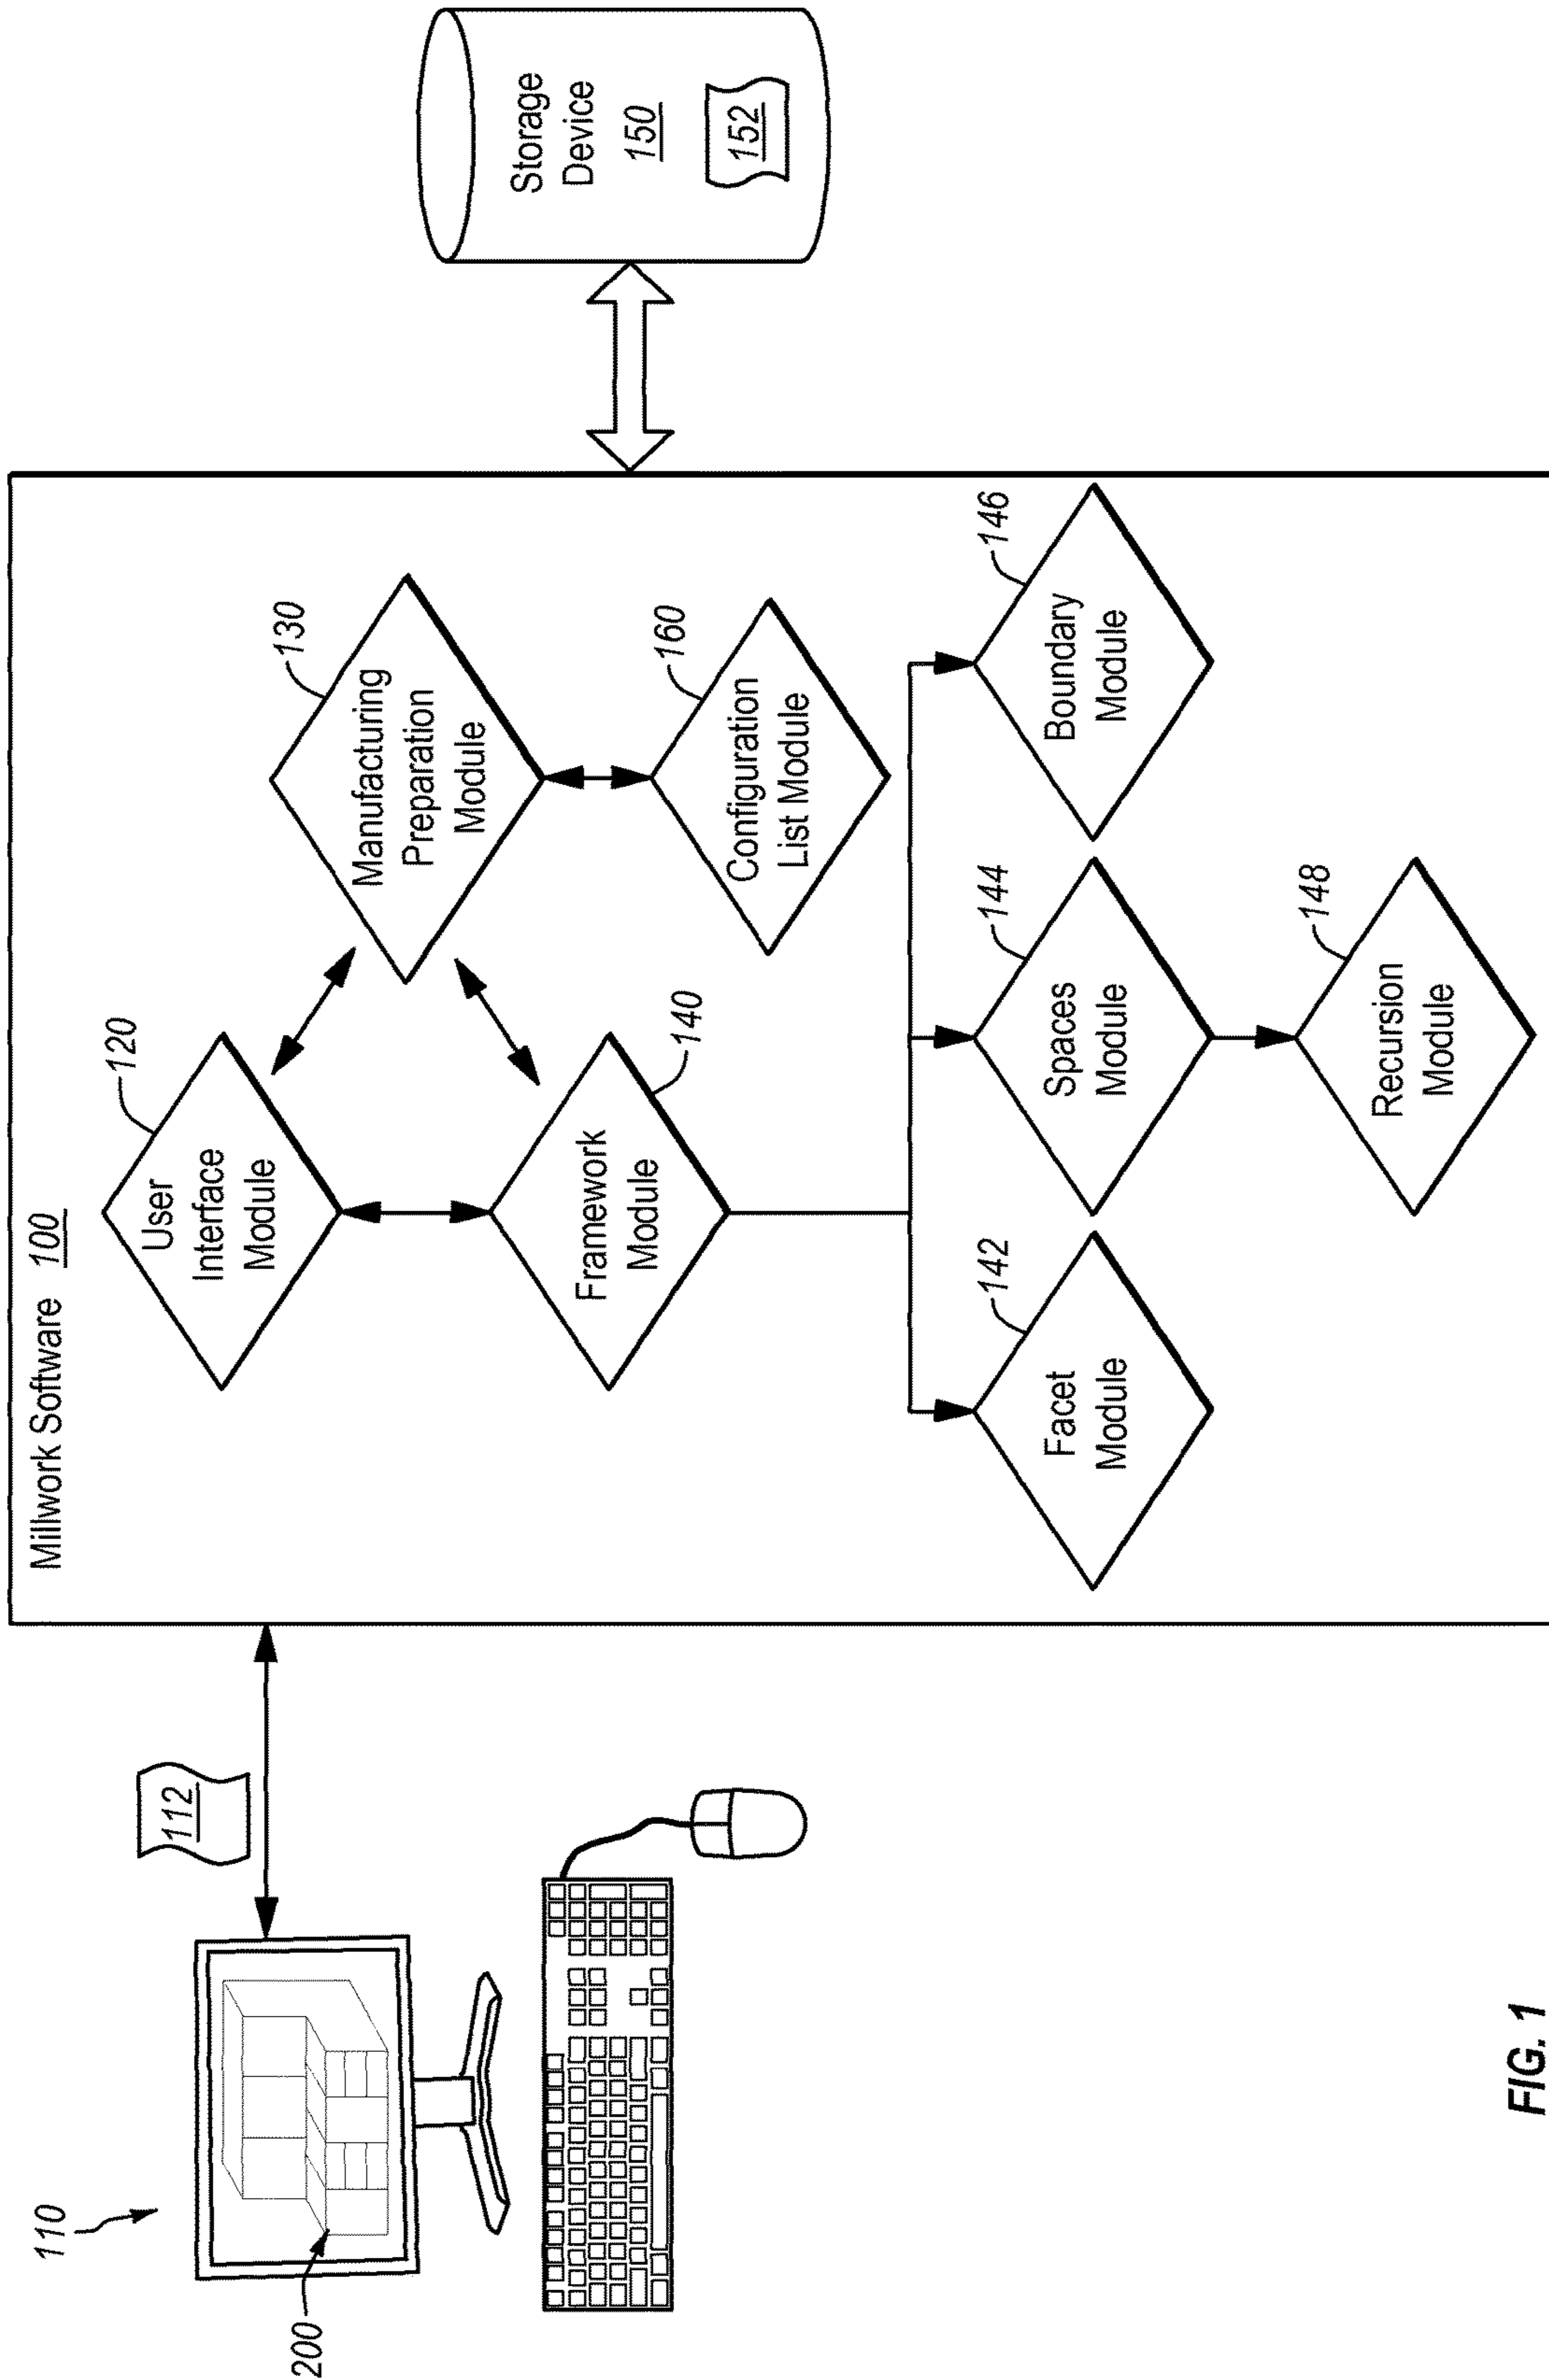 Millwork Software 100
110
200
112
120
User
Interface
Module
130
Manufacturing
Preparation
Module
140
Framework
Module
160
Configuration
List Module
142
Facet
Module
144
Spaces
Module
146
Boundary
Module
148
Recursion
Module
Storage
Device
150
152
FIG. 1